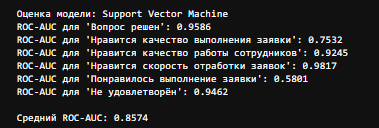 Оценка модели: Support Vector Machine
ROC-AUC для 'Вопрос решен': 0.9586
ROC-AUC для 'Нравится качество выполнения заявки': 0.7532
ROC-AUC для 'Нравится качество работы сотрудников': 0.9245
ROC-AUC для 'Нравится скорость отработки заявок': 0.9817
ROC-AUC для 'Понравилось выполнение заявки': 0.5801
ROC-AUC для 'Не удовлетворён': 0.9462
Средний ROC-AUC: 0.8574